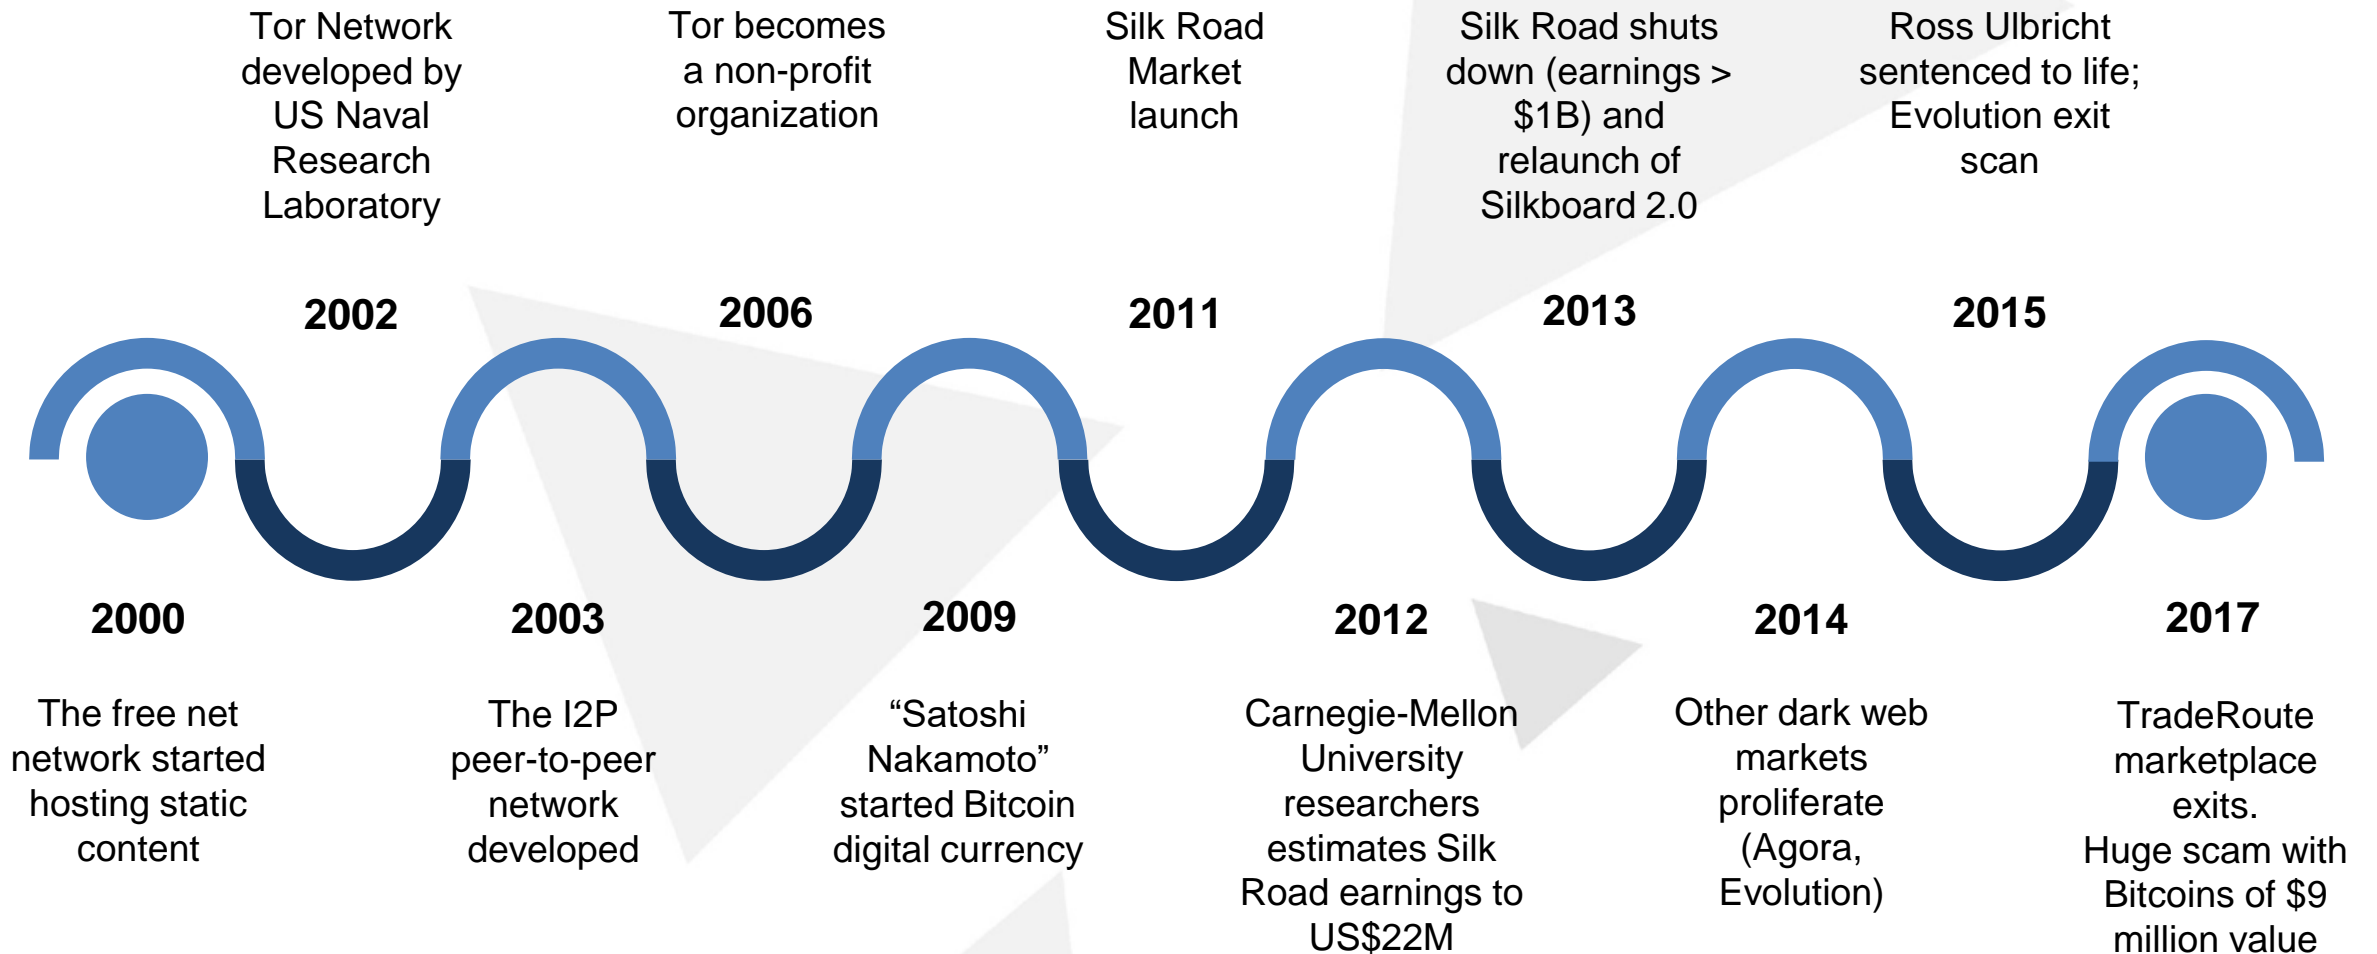 Tor Network
developed by
US Naval
Research
Laboratory
Tor becomes
a non-profit
organization
Silk Road
Market
launch
Silk Road shuts
down (earnings >
$1B) and
relaunch of
Silkboard 2.0
Ross Ulbricht
sentenced to life;
Evolution exit
scan
2002
2006
2011
2013
2015
2000
2003
2009
2012
2014
2017
The free net
network started
hosting static
content
The I2P
peer-to-peer
network
developed
“Satoshi
Nakamoto”
started Bitcoin
digital currency
Carnegie-Mellon
University
researchers
estimates Silk
Road earnings to
US$22M
Other dark web
markets
proliferate
(Agora,
Evolution)
TradeRoute
marketplace
exits.
Huge scam with
Bitcoins of $9
million value